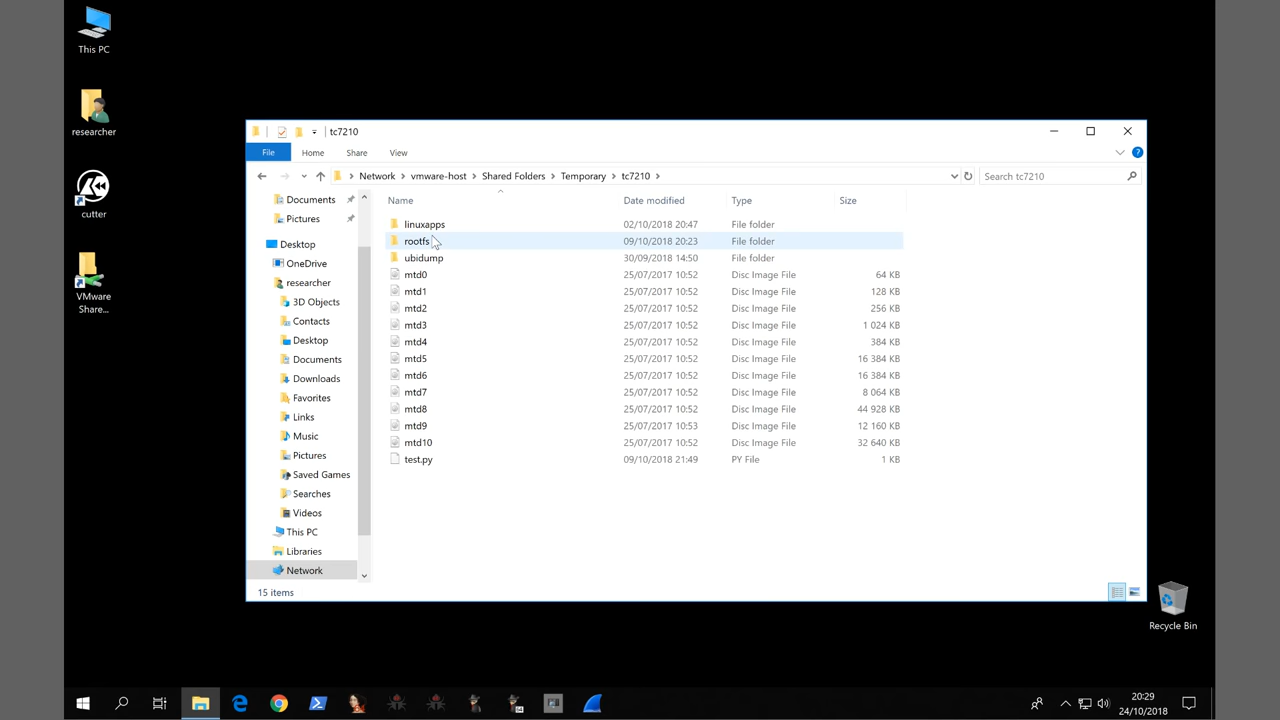 This PC
researcher
cutter
VMware
Share...
tc7210
File Home Share View
Network vmware-host Shared Folders Temporary tc7210 Search tc7210
Name Date modified Type Size
Documents
Pictures
Desktop
OneDrive
researcher
3D Objects
Contacts
Desktop
Documents
Downloads
Favorites
Links
Music
Pictures
Saved Games
Searches
Videos
This PC
Libraries
Network
linuxapps 02/10/2018 20:47 File folder
rootfs 09/10/2018 20:23 File folder
ubidump 30/09/2018 14:50 File folder
mtd0 25/07/2017 10:52 Disc Image File 64 KB
mtd1 25/07/2017 10:52 Disc Image File 128 KB
mtd2 25/07/2017 10:52 Disc Image File 256 KB
mtd3 25/07/2017 10:52 Disc Image File 1 024 KB
mtd4 25/07/2017 10:52 Disc Image File 384 KB
mtd5 25/07/2017 10:52 Disc Image File 16 384 KB
mtd6 25/07/2017 10:52 Disc Image File 16 384 KB
mtd7 25/07/2017 10:52 Disc Image File 8 064 KB
mtd8 25/07/2017 10:52 Disc Image File 44 928 KB
mtd9 25/07/2017 10:53 Disc Image File 12 160 KB
mtd10 25/07/2017 10:52 Disc Image File 32 640 KB
test.py 09/10/2018 21:49 PY File 1 KB
15 items
Recycle Bin
64
20:29
24/10/2018